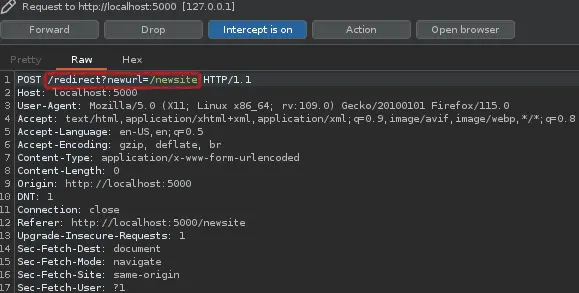 Request to http://localhost:5000 [127.0.0.1]
Forward Drop Intercept is on Action Open browser
Pretty Raw Hex
1 POST /redirect?newurl=/newsite HTTP/1.1
2 Host: localhost:5000
3 User-Agent: Mozilla/5.0 (X11; Linux x86_64; rv:109.0) Gecko/20100101 Firefox/115.0
4 Accept: text/html,application/xhtml+xml,application/xml;q=0.9,image/avif,image/webp,*/*;q=0.8
5 Accept-Language: en-US,en;q=0.5
6 Accept-Encoding: gzip, deflate, br
7 Content-Type: application/x-www-form-urlencoded
8 Content-Length: 0
9 Origin: http://localhost:5000
10 DNT: 1
11 Connection: close
12 Referer: http://localhost:5000/newsite
13 Upgrade-Insecure-Requests: 1
14 Sec-Fetch-Dest: document
15 Sec-Fetch-Mode: navigate
16 Sec-Fetch-Site: same-origin
17 Sec-Fetch-User: ?1